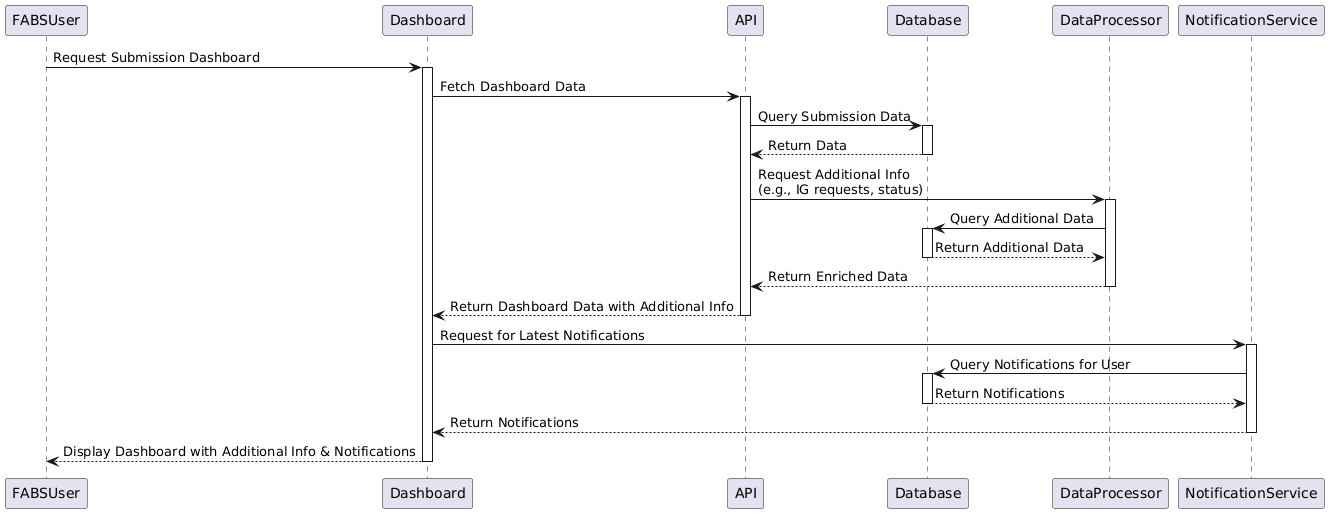 FABSUser
Dashboard
API
Database
DataProcessor
NotificationService
Request Submission Dashboard
Fetch Dashboard Data
Query Submission Data
Return Data
Request Additional Info
(e.g., IG requests, status)
Query Additional Data
Return Additional Data
Return Enriched Data
Return Dashboard Data with Additional Info
Request for Latest Notifications
Query Notifications for User
Return Notifications
Return Notifications
Display Dashboard with Additional Info & Notifications
FABSUser
Dashboard
API
Database
DataProcessor
NotificationService